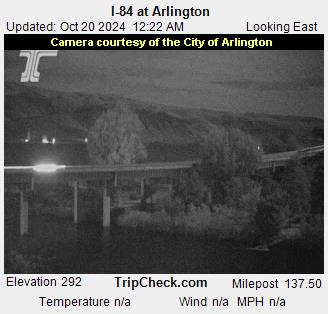 I-84 at Arlington
Updated: Oct 20 2024 12:22 AM Looking East
Camera courtesy of the City of Arlington
Elevation 292 TripCheck.com Milepost 137.50
Temperature n/a Wind n/a MPH n/a